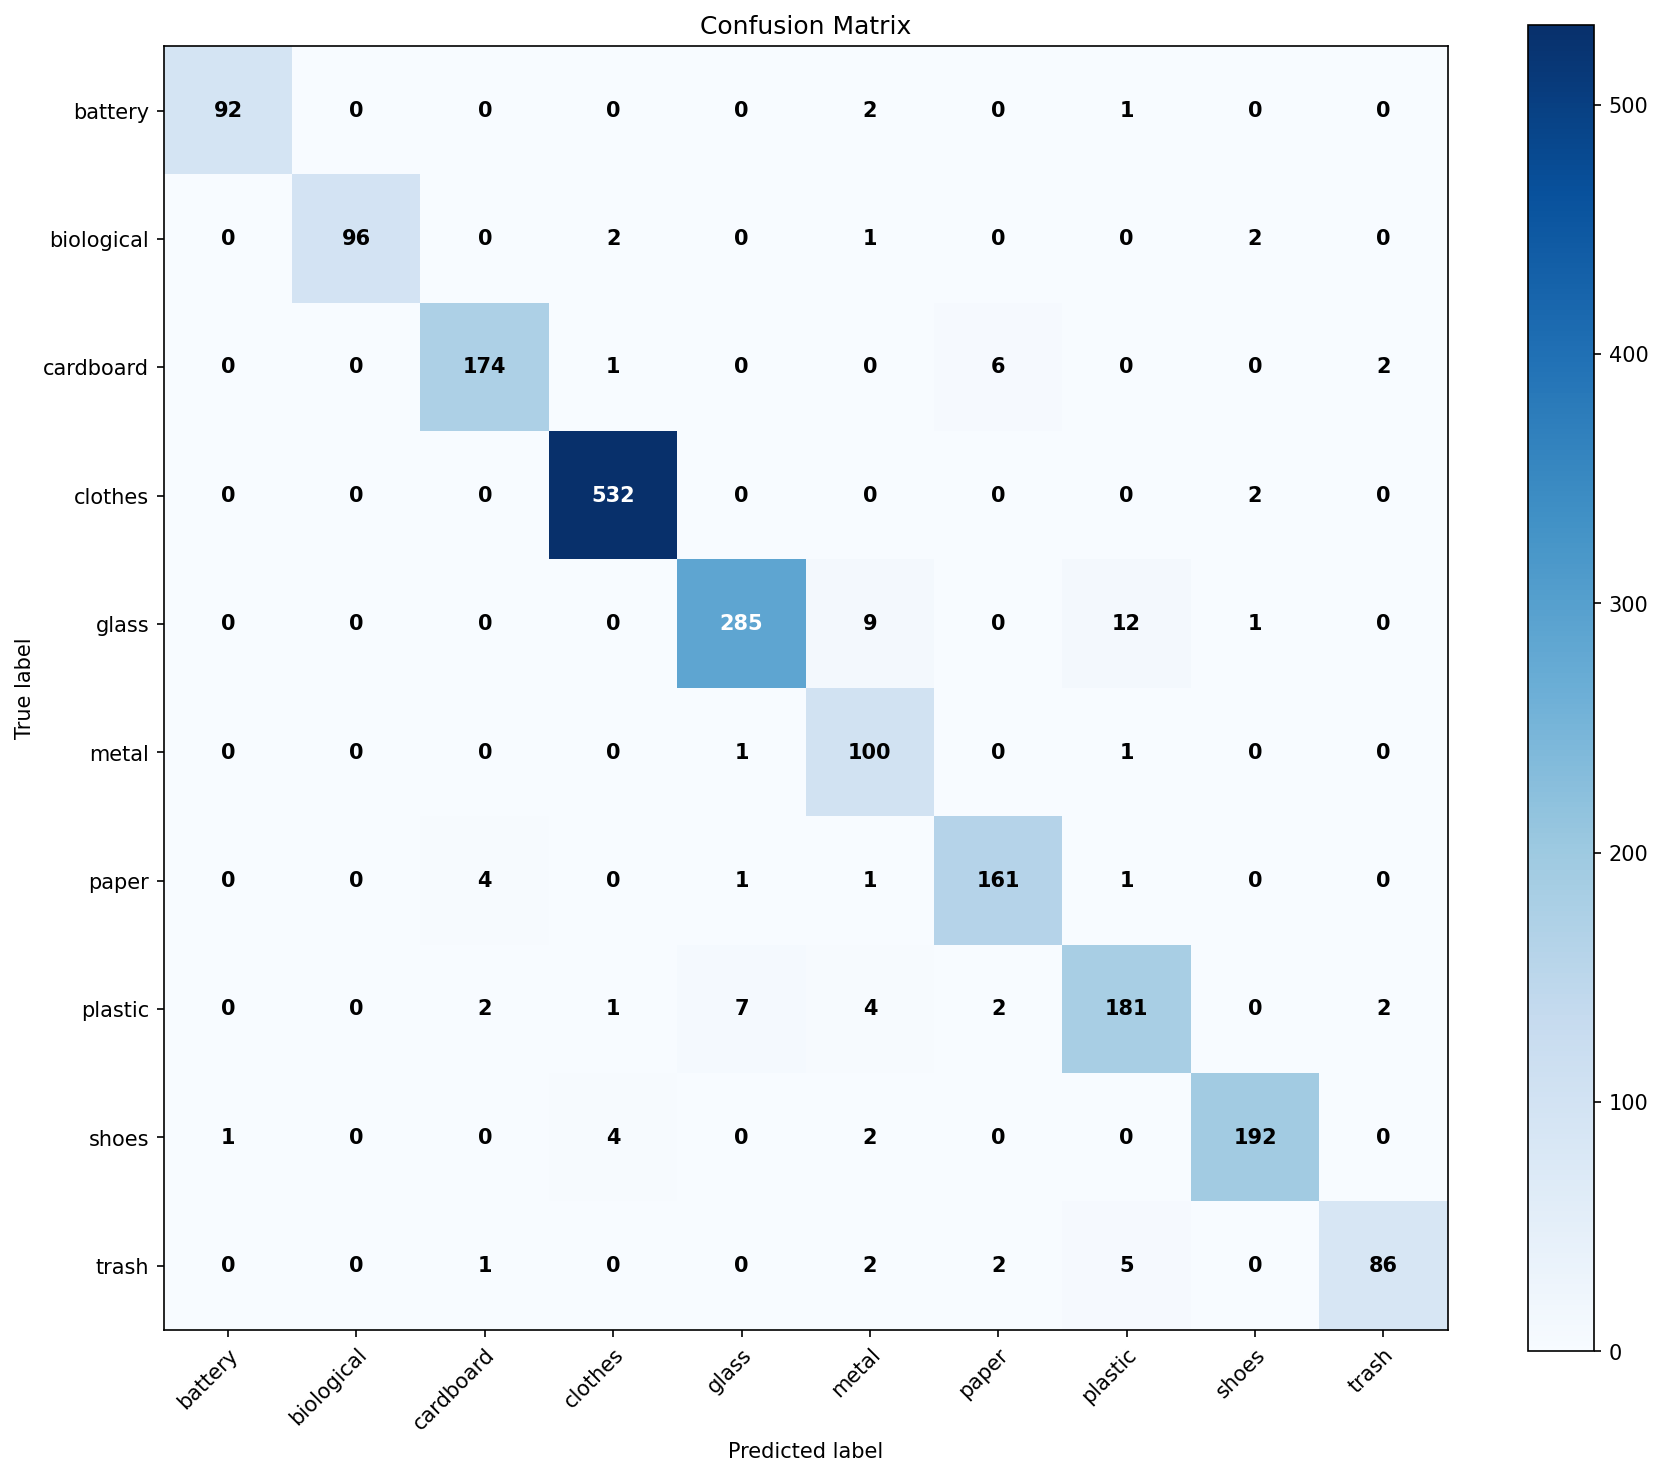 Confusion Matrix
battery 92 0 0 0 0 2 0 1 0 0
biological 0 96 0 2 0 1 0 0 2 0
cardboard 0 0 174 1 0 0 6 0 0 2
clothes 0 0 0 532 0 0 0 0 2 0
glass 0 0 0 0 285 9 0 12 1 0
metal 0 0 0 0 1 100 0 1 0 0
paper 0 0 4 0 1 1 161 1 0 0
plastic 0 0 2 1 7 4 2 181 0 2
shoes 1 0 0 4 0 2 0 0 192 0
trash 0 0 1 0 0 2 2 5 0 86
battery biological cardboard clothes glass metal paper plastic shoes trash
Predicted label
True label
500
400
300
200
100
0